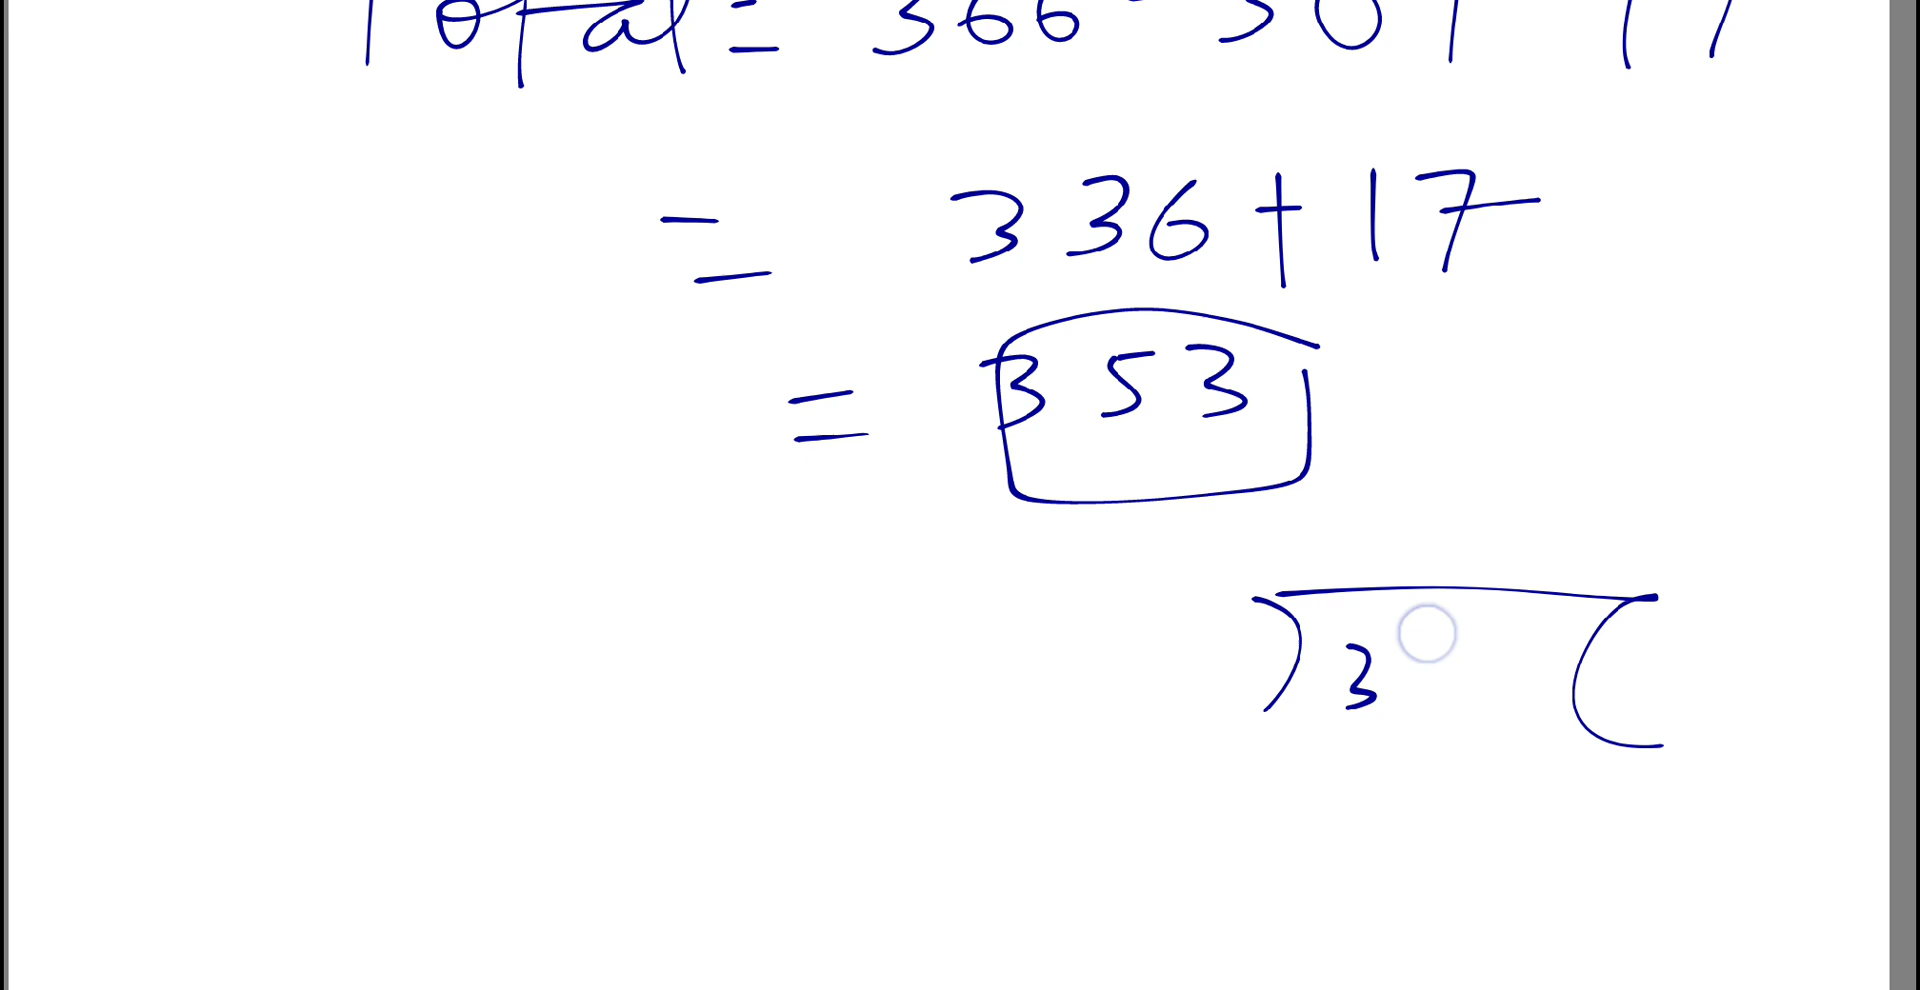 Total = 366 - 30 + 17
= 336 + 17
= 353
) 3 (